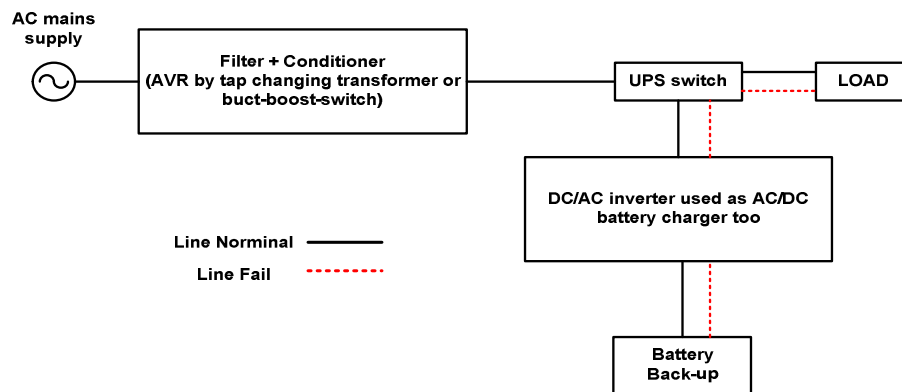 AC mains
supply
Filter + Conditioner
(AVR by tap changing transformer or
buct-boost-switch)
UPS switch
LOAD
DC/AC inverter used as AC/DC
battery charger too
Line Norminal
Line Fail
Battery
Back-up